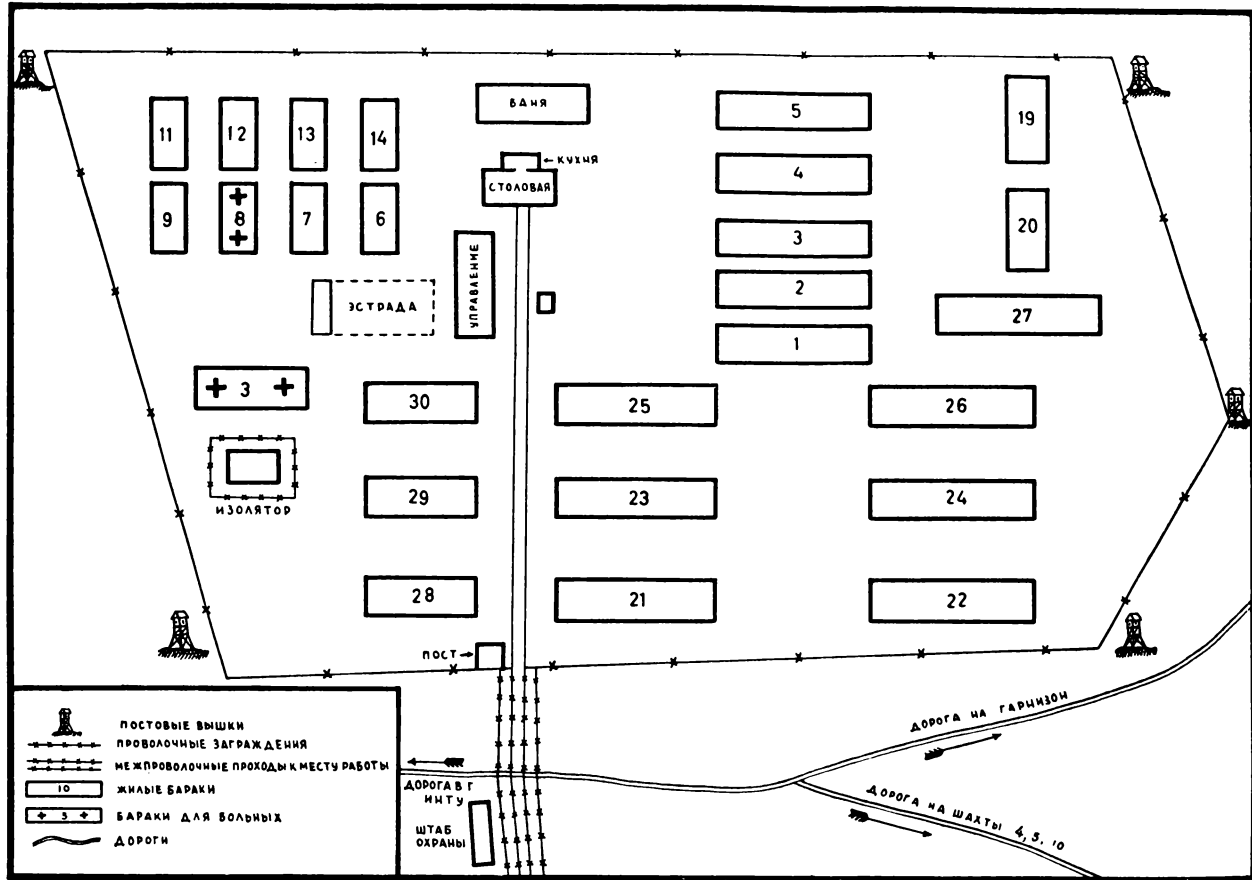 ВАНЯ
5
19
11
12
13
14
← КУХНЯ
4
СТОЛОВАЯ
9
8
7
6
3
20
УПРАВЛЕНИЕ
2
ЭСТРАДА
27
1
3
30
25
26
29
23
24
ИЗОЛЯТОР
28
21
22
ПОСТ →
ДОРОГА НА ГАРНИЗОН
ПОСТОВЫЕ ВЫШКИ
ПРОВОЛОЧНЫЕ ЗАГРАЖДЕНИЯ
МЕЖПРОВОЛОЧНЫЕ ПРОХОДЫ К МЕСТУ РАБОТЫ
10 ЖИЛЫЕ БАРАКИ
3 БАРАКИ ДЛЯ БОЛЬНЫХ
ДОРОГИ
ДОРОГА В Г
ИНТУ
ШТАБ
ОХРАНЫ
ДОРОГА НА ШАХТЫ 4, 5, 10